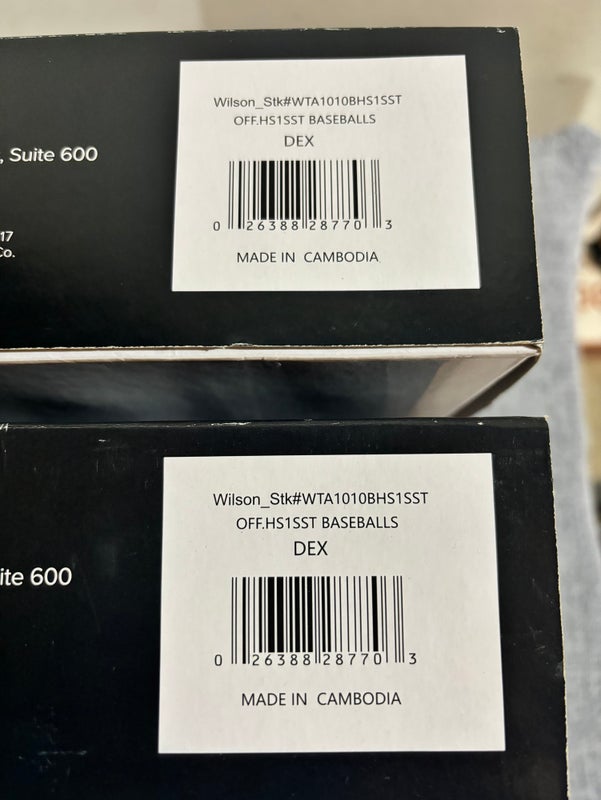 , Suite 600
17
Co.
Wilson_Stk#WTA1010BHS1SST
OFF.HS1SST BASEBALLS
DEX
0 26388 28770 3
MADE IN CAMBODIA
ite 600
Wilson_Stk#WTA1010BHS1SST
OFF.HS1SST BASEBALLS
DEX
0 26388 28770 3
MADE IN CAMBODIA